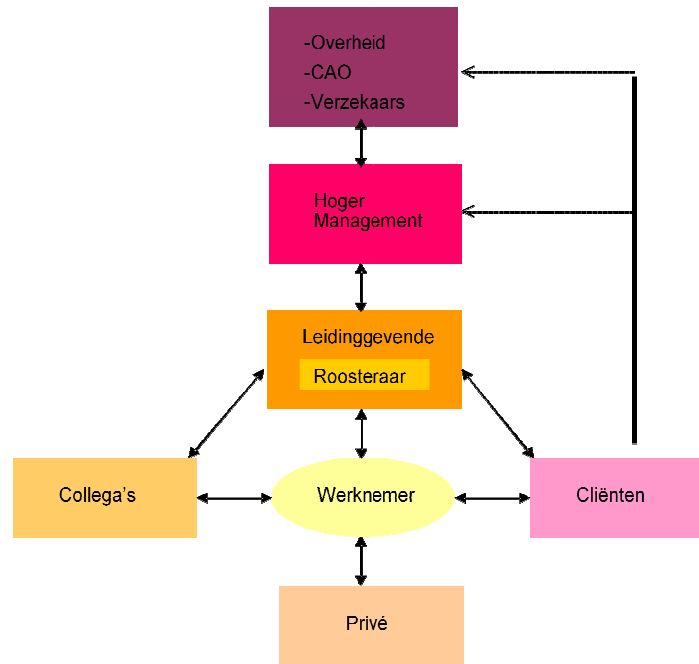 -Overheid
-CAO
-Verzekaars
Hoger
Management
Leidinggevende
Roosteraar
Collega's
Werknemer
Cliënten
Privé